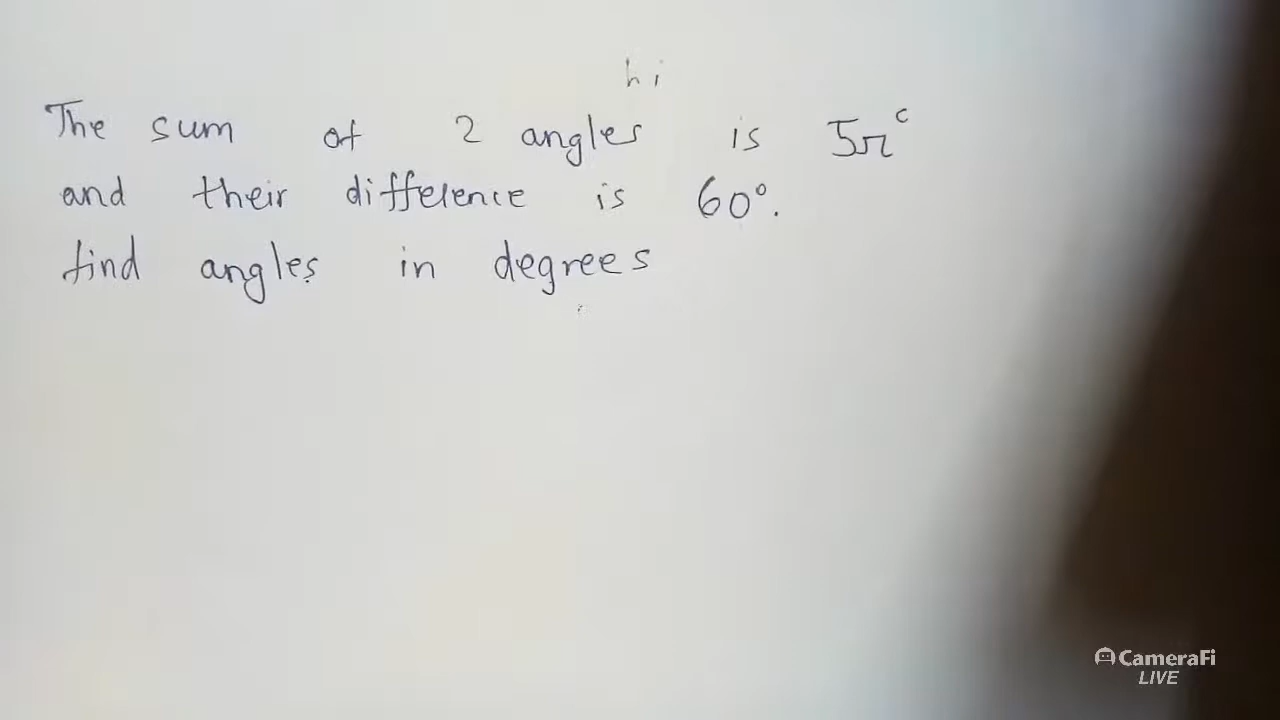 hi
The sum of 2 angles is 5π^c
and their difference is 60°.
find angles in degrees
CameraFi
LIVE